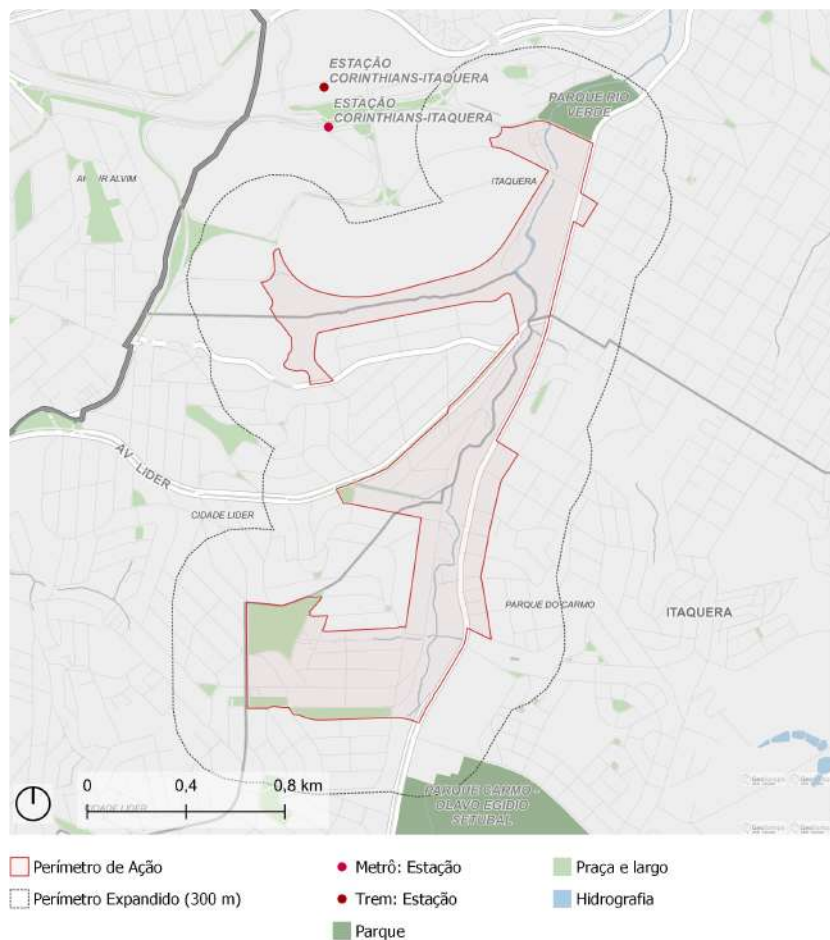 ESTAÇÃO
CORINTHIANS-ITAQUERA
ESTAÇÃO
CORINTHIANS-ITAQUERA
PARQUE RIO
VERDE
ITAQUERA
AV. LIDER
CIDADE LIDER
PARQUE DO CARMO
ITAQUERA
PARQUE CARMO -
OLAVO EGIDIO
SETUBAL
0 0,4 0,8 km
CIDADE LIDER
Perímetro de Ação
Perímetro Expandido (300 m)
Metrô: Estação
Trem: Estação
Parque
Praça e largo
Hidrografia